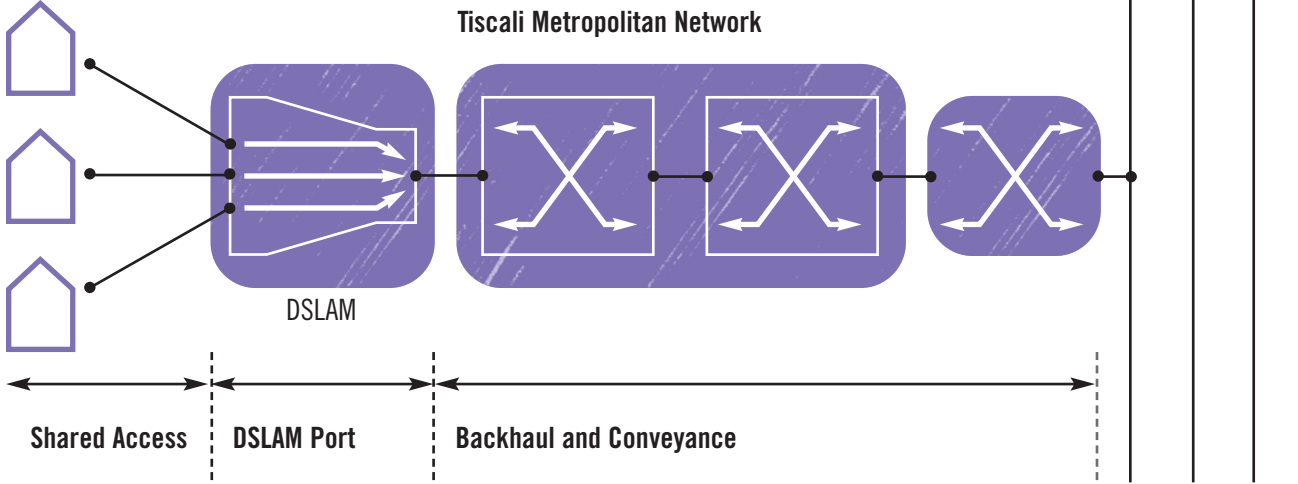 Tiscali Metropolitan Network
DSLAM
Shared Access
DSLAM Port
Backhaul and Conveyance